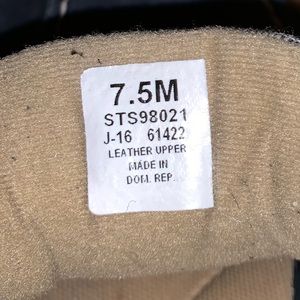 7.5M
STS98021
J-16 61422
LEATHER UPPER
MADE IN
DOM. REP.